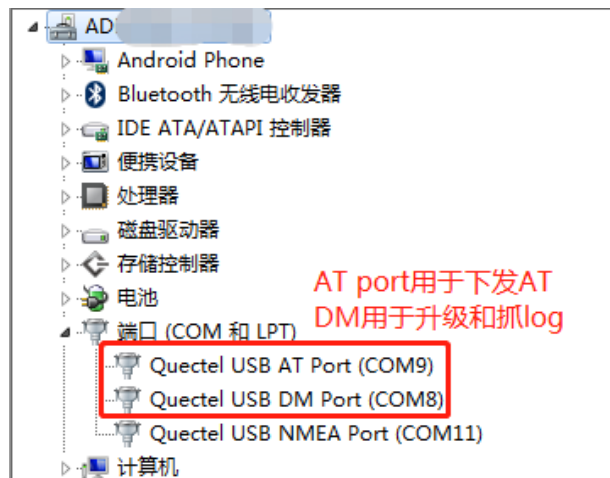 AD
Android Phone
Bluetooth 无线电收发器
IDE ATA/ATAPI 控制器
便携设备
处理器
磁盘驱动器
存储控制器
电池
端口 (COM 和 LPT)
AT port用于下发AT
DM用于升级和抓log
Quectel USB AT Port (COM9)
Quectel USB DM Port (COM8)
Quectel USB NMEA Port (COM11)
计算机